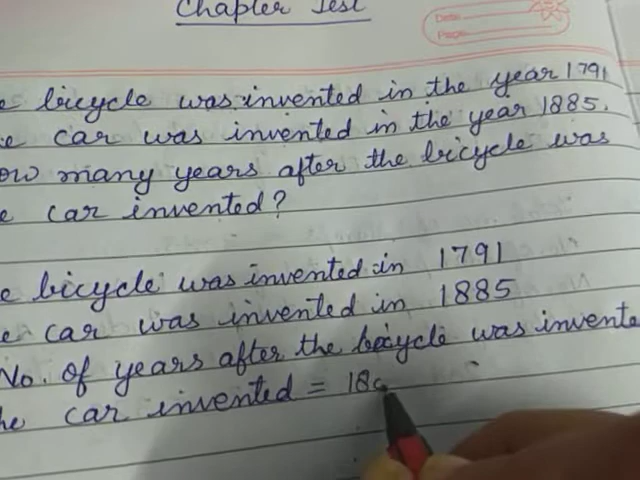 Chapter Test
Date:
Page:
e bicycle was invented in the year 1791
e car was invented in the year 1885.
ow many years after the bicycle was
e car invented?
e bicycle was invented in 1791
e car was invented in 1885
No. of years after the bicycle was invente
he car invented = 18